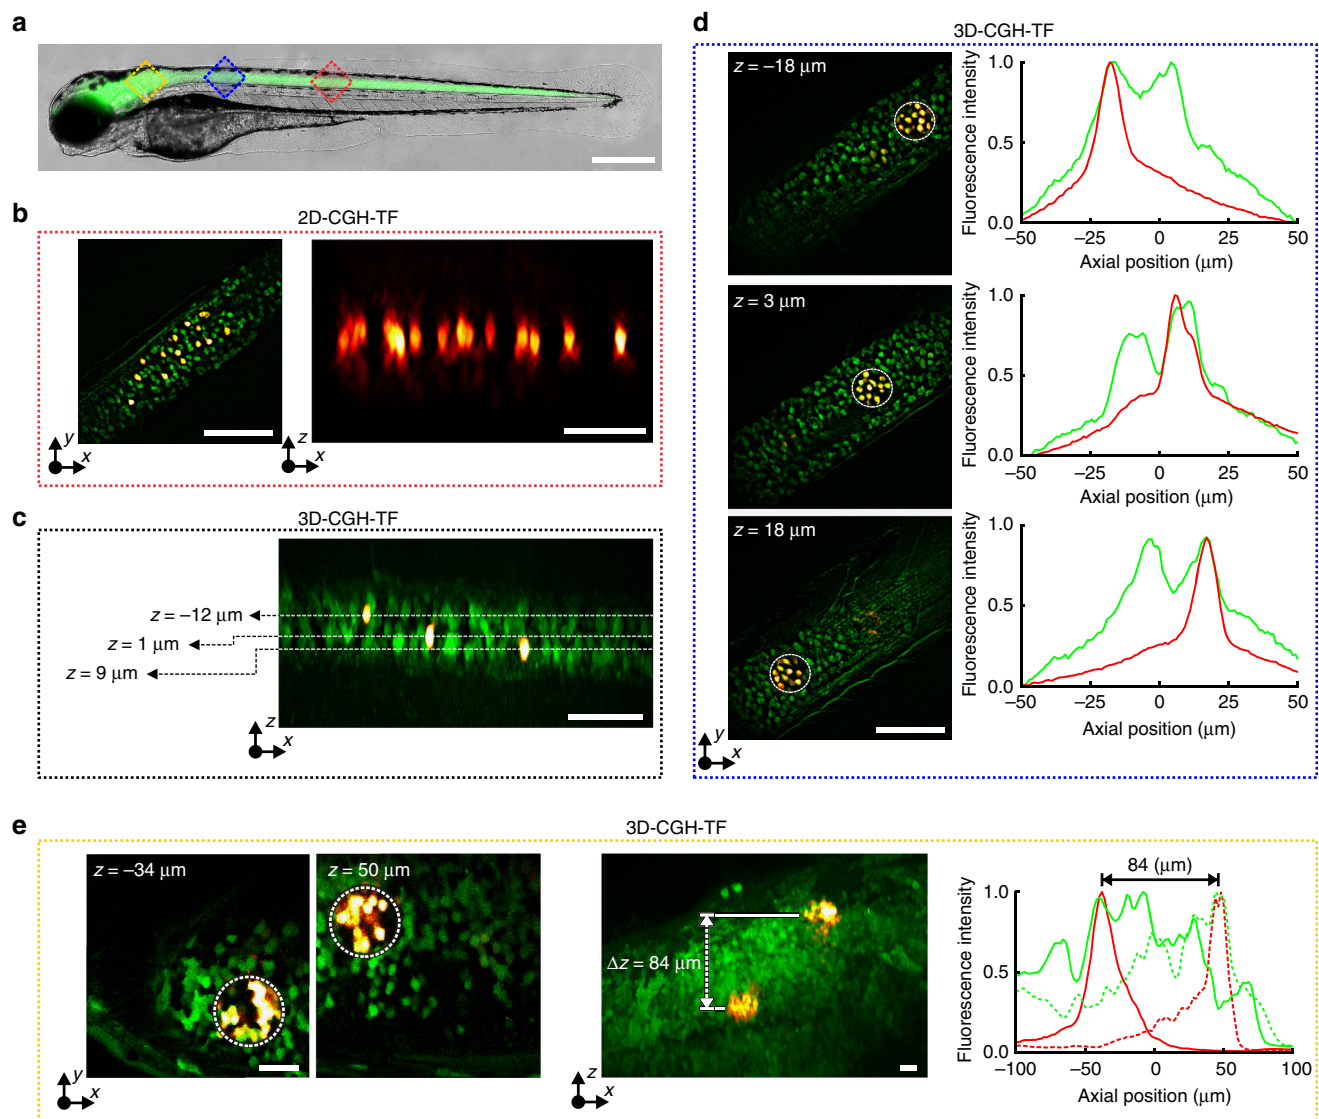 a
b
2D-CGH-TF
y
x
z
x
c
3D-CGH-TF
z = –12 µm
z = 1 µm
z = 9 µm
z
x
d
3D-CGH-TF
z = –18 µm
Fluorescence intensity
1.0
0.5
0.0
–50
–25
0
25
50
Axial position (µm)
z = 3 µm
Fluorescence intensity
1.0
0.5
0.0
–50
–25
0
25
50
Axial position (µm)
z = 18 µm
Fluorescence intensity
1.0
0.5
0.0
–50
–25
0
25
50
Axial position (µm)
y
x
e
3D-CGH-TF
z = –34 µm
z = 50 µm
y
x
Δz = 84 µm
z
x
84 (µm)
Fluorescence intensity
1.0
0.5
0.0
–100
–50
0
50
100
Axial position (µm)